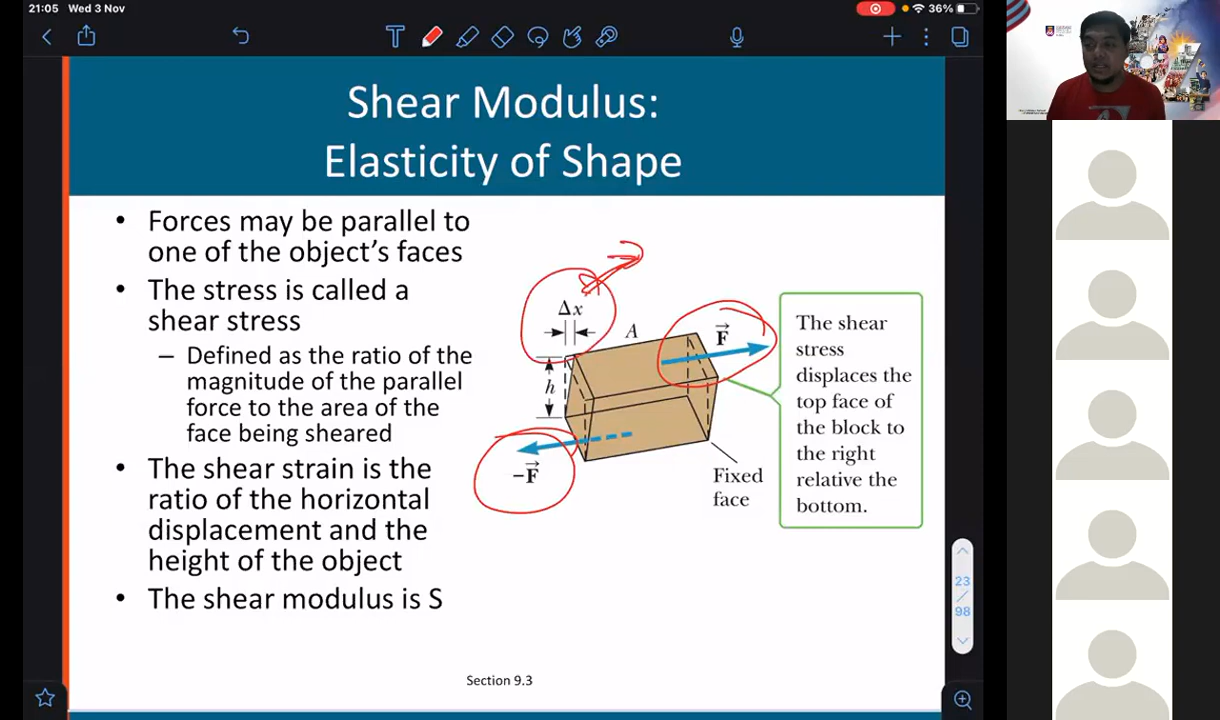 21:05 Wed 3 Nov
36%
T
Shear Modulus:
Elasticity of Shape
• Forces may be parallel to
one of the object's faces
• The stress is called a
shear stress
– Defined as the ratio of the
magnitude of the parallel
force to the area of the
face being sheared
• The shear strain is the
ratio of the horizontal
displacement and the
height of the object
• The shear modulus is S
Δx
A
F⃗
h
−F⃗
Fixed
face
The shear
stress
displaces the
top face of
the block to
the right
relative the
bottom.
23
/
98
Section 9.3